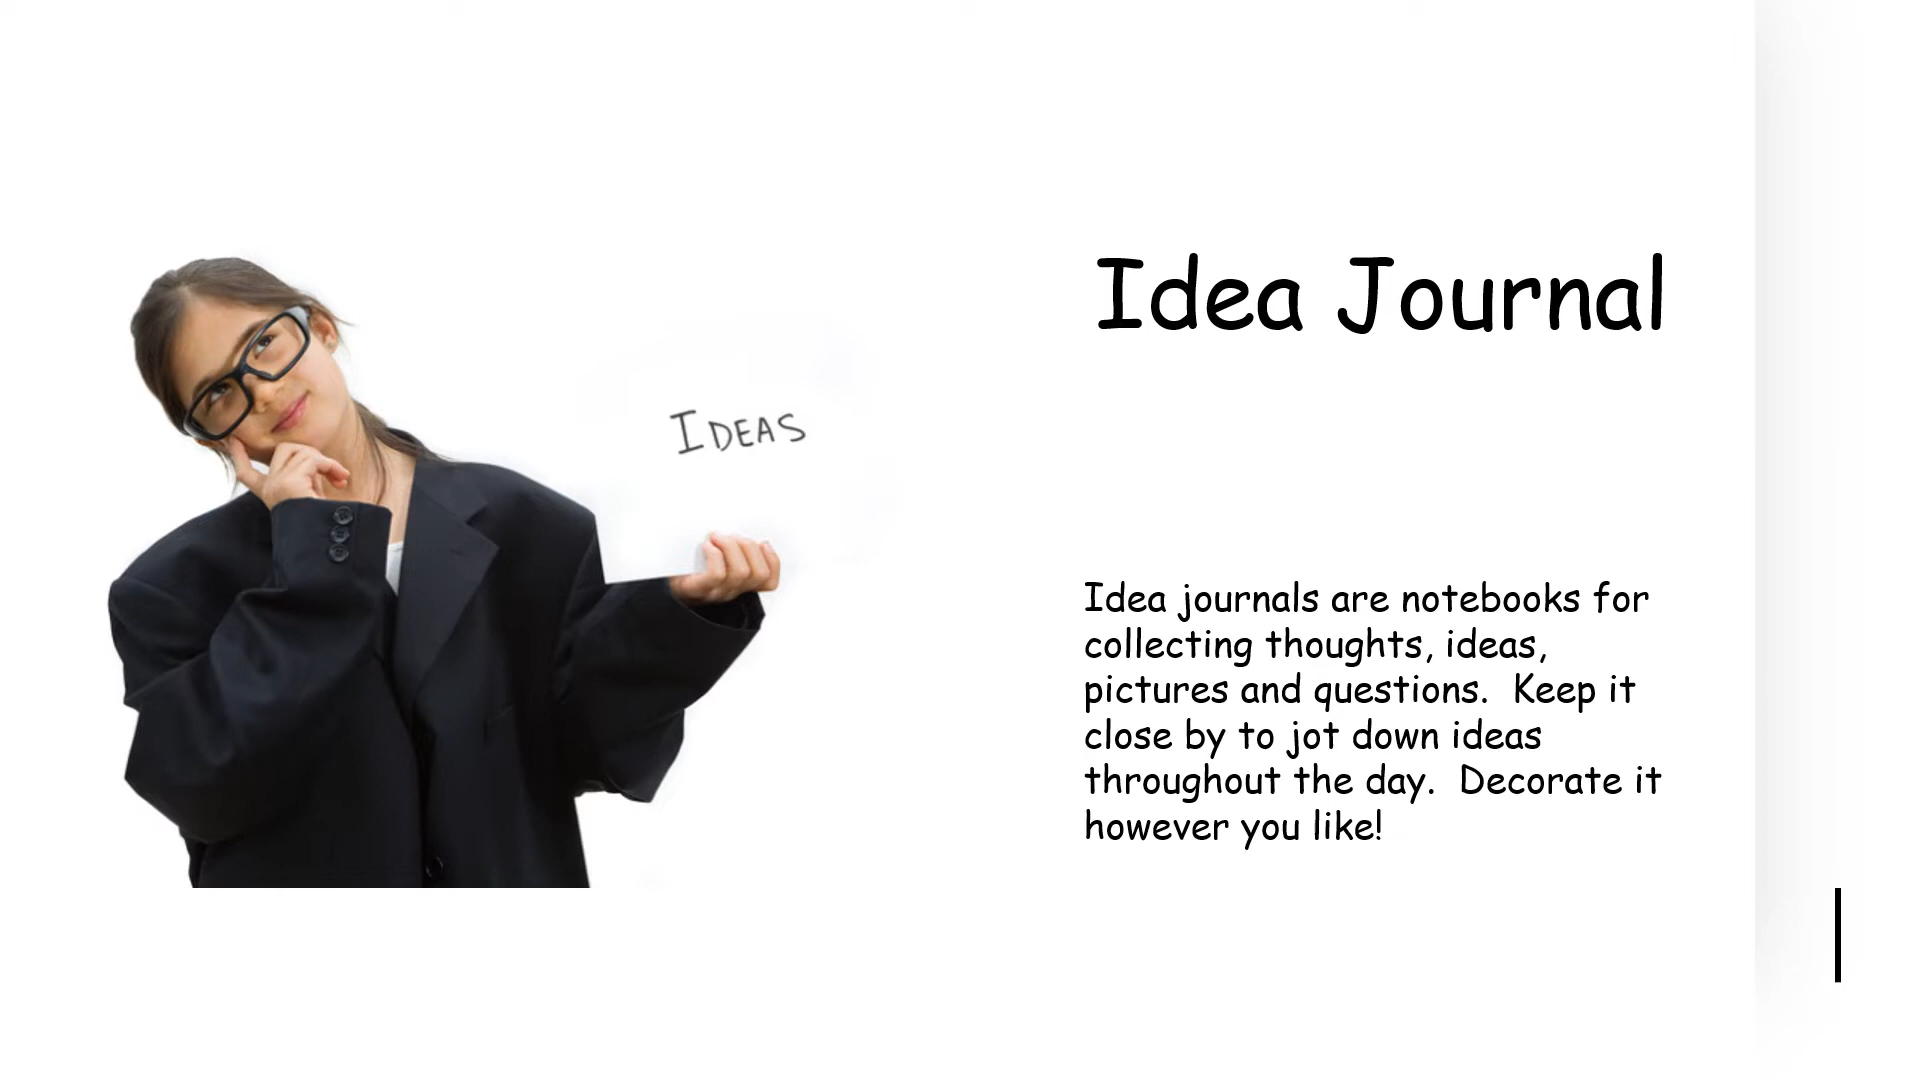 Idea Journal
IDEAS
Idea journals are notebooks for
collecting thoughts, ideas,
pictures and questions.  Keep it
close by to jot down ideas
throughout the day.  Decorate it
however you like!